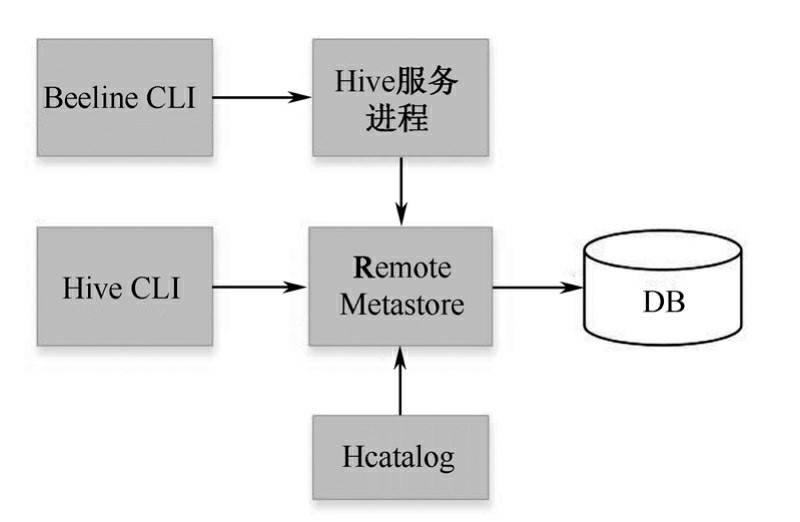 Beeline CLI
Hive服务
进程
Hive CLI
Remote
Metastore
DB
Hcatalog